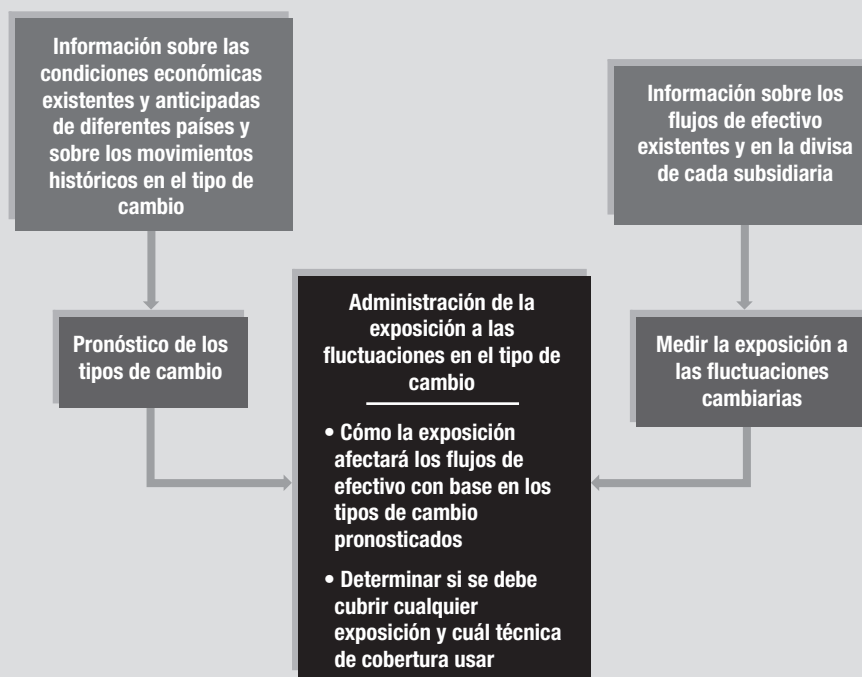 Información sobre las
condiciones económicas
existentes y anticipadas
de diferentes países y
sobre los movimientos
históricos en el tipo de
cambio
Información sobre los
flujos de efectivo
existentes y en la divisa
de cada subsidiaria
Pronóstico de los
tipos de cambio
Administración de la
exposición a las
fluctuaciones en el tipo de
cambio
• Cómo la exposición
afectará los flujos de
efectivo con base en los
tipos de cambio
pronosticados
• Determinar si se debe
cubrir cualquier
exposición y cuál técnica
de cobertura usar
Medir la exposición a
las fluctuaciones
cambiarias